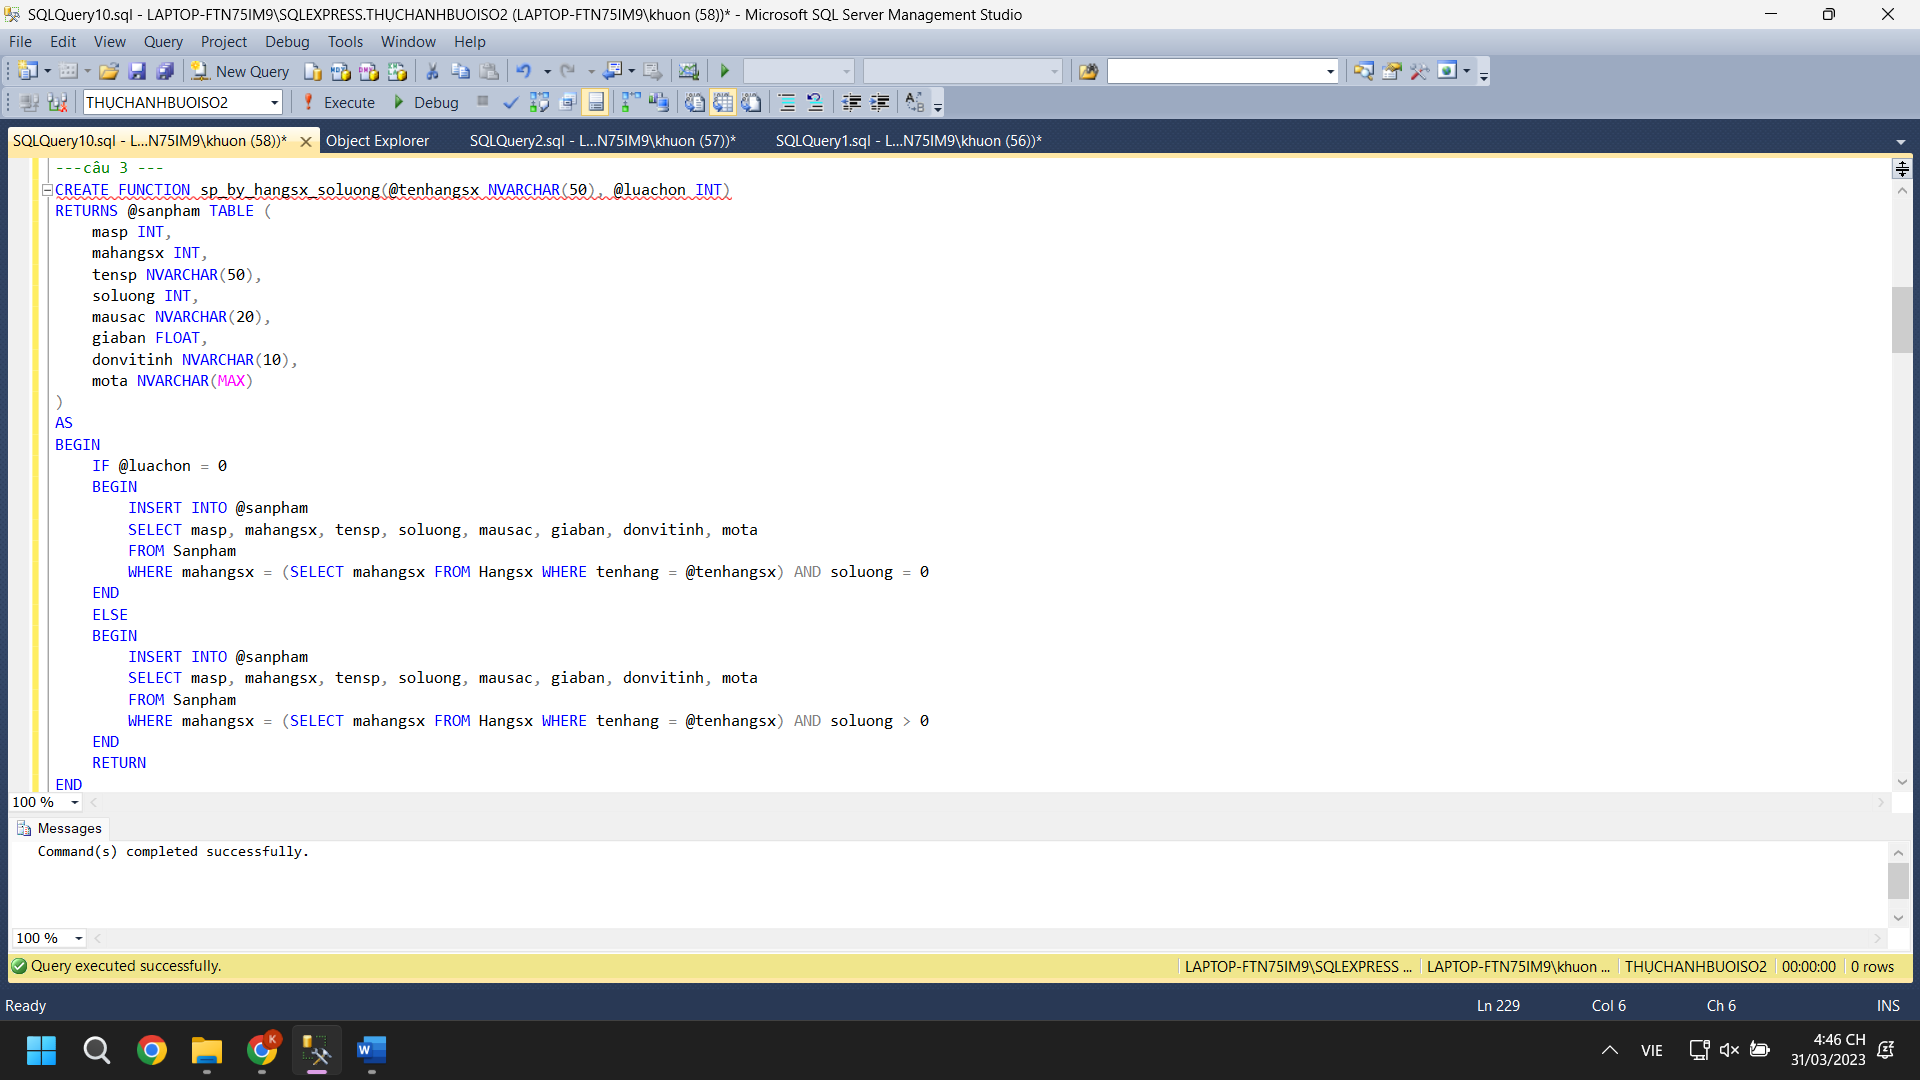 SQLQuery10.sql - LAPTOP-FTN75IM9\SQLEXPRESS.THỤCHANHBUOISO2 (LAPTOP-FTN75IM9\khuon (58))* - Microsoft SQL Server Management Studio
File Edit View Query Project Debug Tools Window Help
New Query
THỤCHANHBUOISO2 Execute Debug
SQLQuery10.sql - L...N75IM9\khuon (58))* Object Explorer SQLQuery2.sql - L...N75IM9\khuon (57))* SQLQuery1.sql - L...N75IM9\khuon (56))*
---câu 3 ---
CREATE FUNCTION sp_by_hangsx_soluong(@tenhangsx NVARCHAR(50), @luachon INT)
RETURNS @sanpham TABLE (
masp INT,
mahangsx INT,
tensp NVARCHAR(50),
soluong INT,
mausac NVARCHAR(20),
giaban FLOAT,
donvitinh NVARCHAR(10),
mota NVARCHAR(MAX)
)
AS
BEGIN
IF @luachon = 0
BEGIN
INSERT INTO @sanpham
SELECT masp, mahangsx, tensp, soluong, mausac, giaban, donvitinh, mota
FROM Sanpham
WHERE mahangsx = (SELECT mahangsx FROM Hangsx WHERE tenhang = @tenhangsx) AND soluong = 0
END
ELSE
BEGIN
INSERT INTO @sanpham
SELECT masp, mahangsx, tensp, soluong, mausac, giaban, donvitinh, mota
FROM Sanpham
WHERE mahangsx = (SELECT mahangsx FROM Hangsx WHERE tenhang = @tenhangsx) AND soluong > 0
END
RETURN
END
100 %
Messages
Command(s) completed successfully.
100 %
Query executed successfully. LAPTOP-FTN75IM9\SQLEXPRESS ... LAPTOP-FTN75IM9\khuon ... THỤCHANHBUOISO2 00:00:00 0 rows
Ready Ln 229 Col 6 Ch 6 INS
K
W
VIE
4:46 CH
31/03/2023